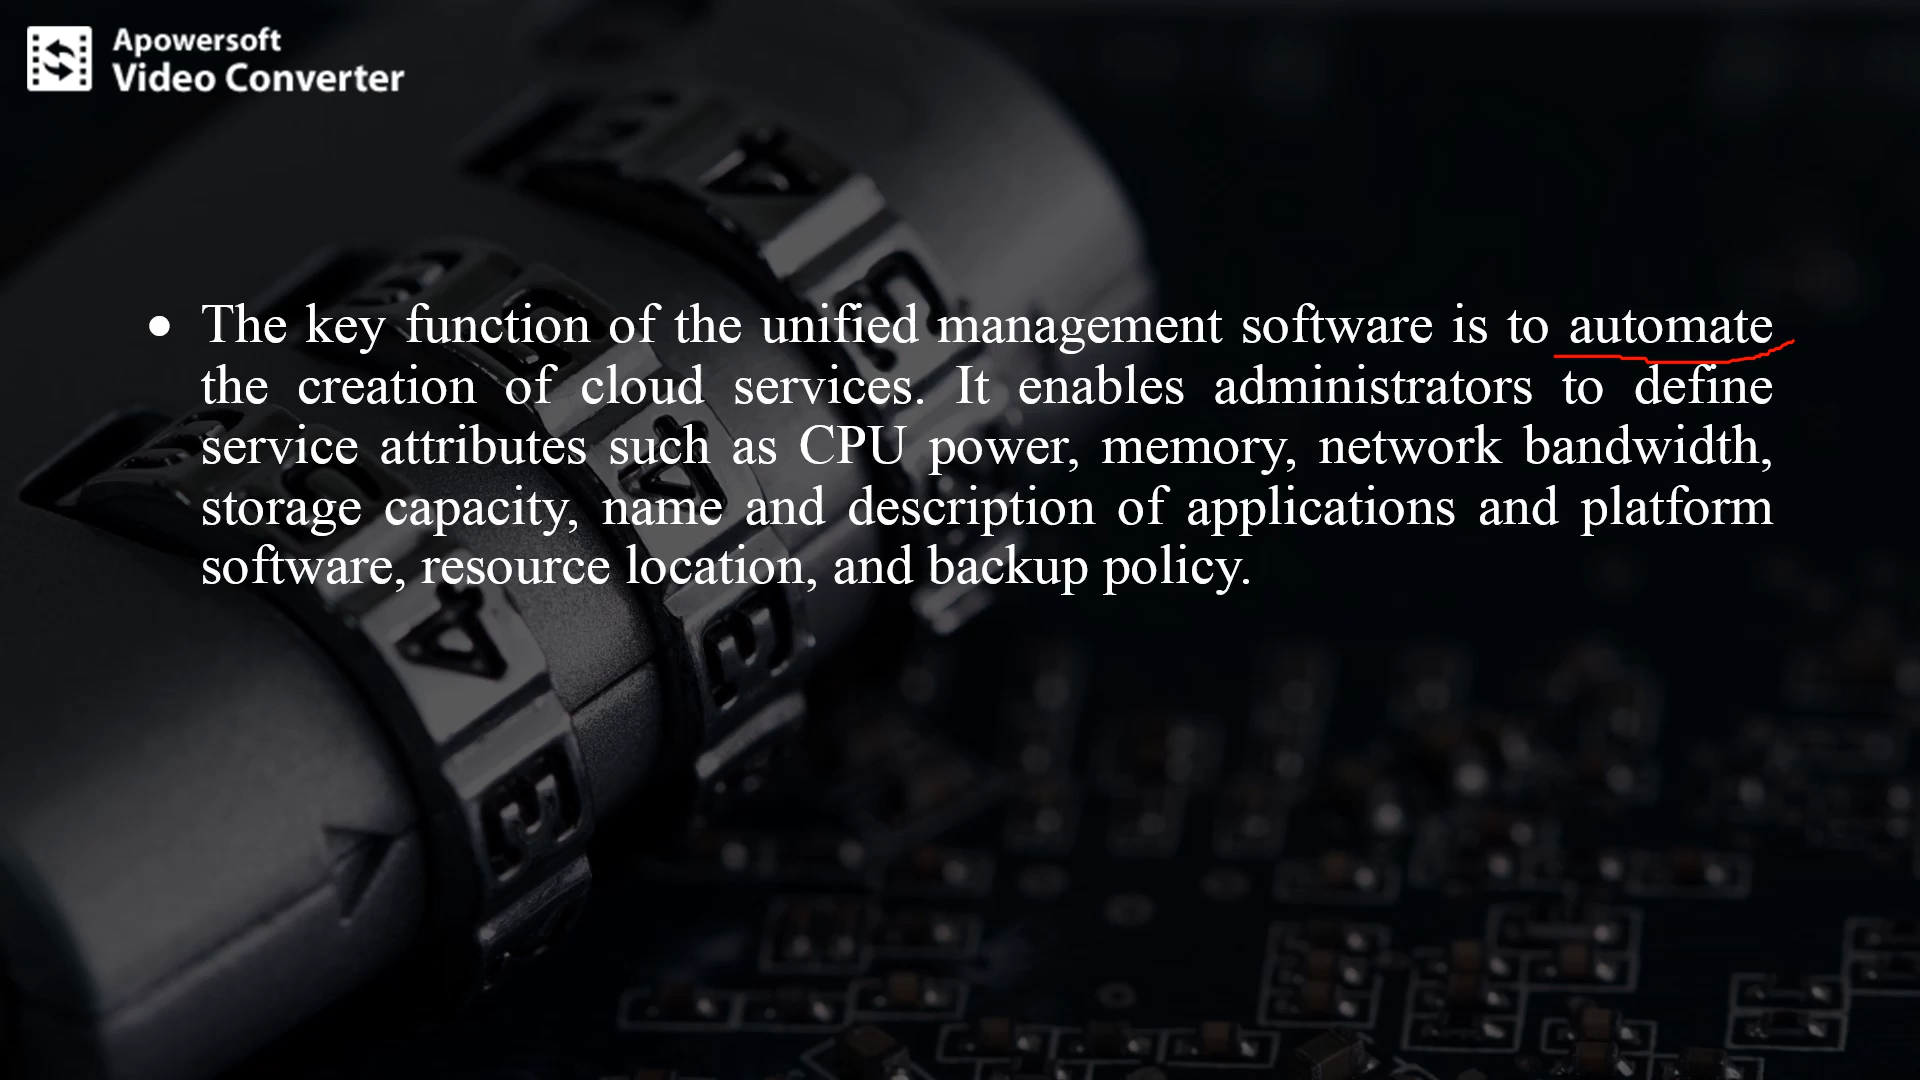 Apowersoft
Video Converter
• The key function of the unified management software is to automate
the creation of cloud services. It enables administrators to define
service attributes such as CPU power, memory, network bandwidth,
storage capacity, name and description of applications and platform
software, resource location, and backup policy.